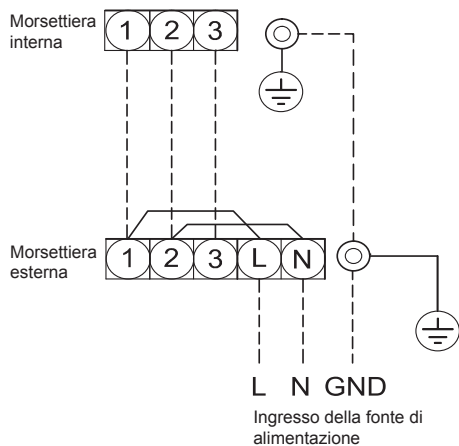 Morsettiera
interna
1 2 3
Morsettiera
esterna
1 2 3 L N
L N GND
Ingresso della fonte di
alimentazione